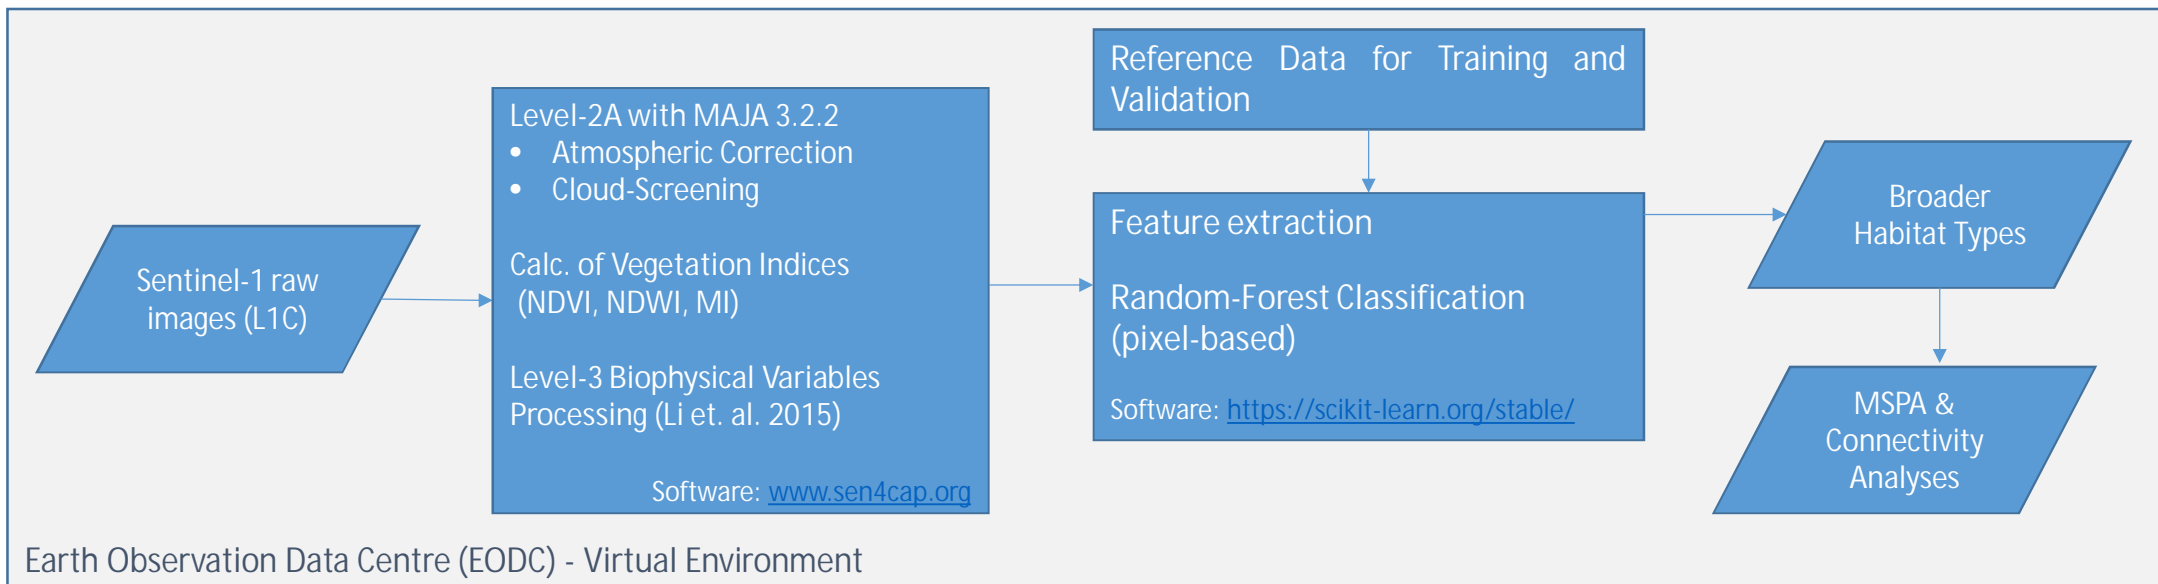 Sentinel-1 raw
images (L1C)
Level-2A with MAJA 3.2.2
• Atmospheric Correction
• Cloud-Screening
Calc. of Vegetation Indices
(NDVI, NDWI, MI)
Level-3 Biophysical Variables
Processing (Li et. al. 2015)
Software: www.sen4cap.org
Reference Data for Training and
Validation
Feature extraction
Random-Forest Classification
(pixel-based)
Software: https://scikit-learn.org/stable/
Broader
Habitat Types
MSPA &
Connectivity
Analyses
Earth Observation Data Centre (EODC) - Virtual Environment